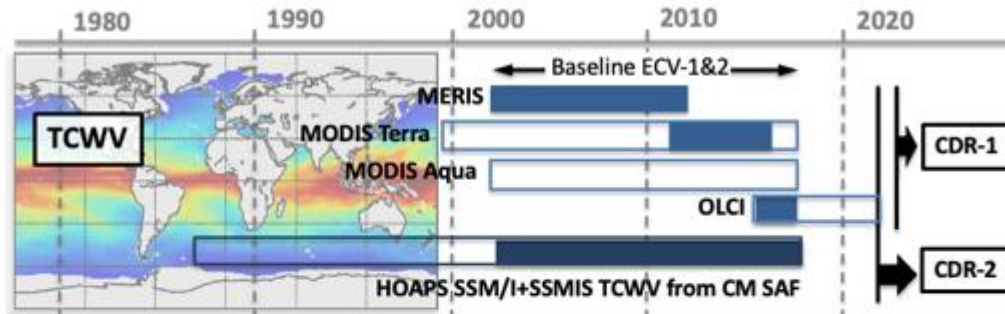 1980 1990 2000 2010 2020
Baseline ECV-1&2
MERIS
TCWV
MODIS Terra
CDR-1
MODIS Aqua
OLCI
CDR-2
HOAPS SSM/I+SSMIS TCWV from CM SAF